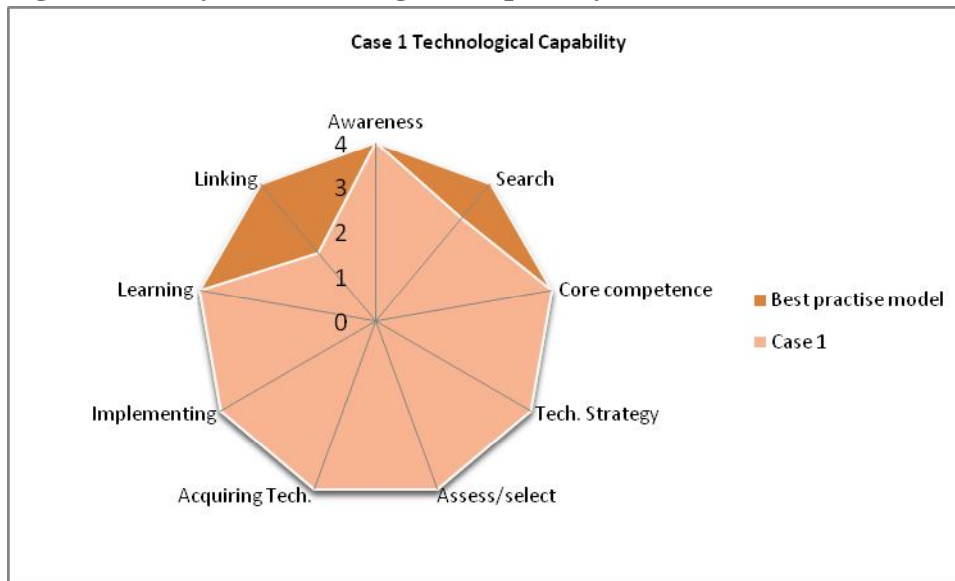 Case 1 Technological Capability
Awareness
4
3
2
1
0
Search
Core competence
Tech. Strategy
Assess/select
Acquiring Tech.
Implementing
Learning
Linking
Best practise model
Case 1